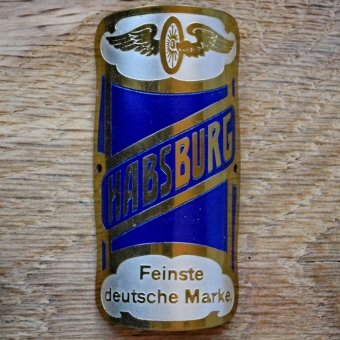 HABSBURG
Feinste
deutsche Marke.